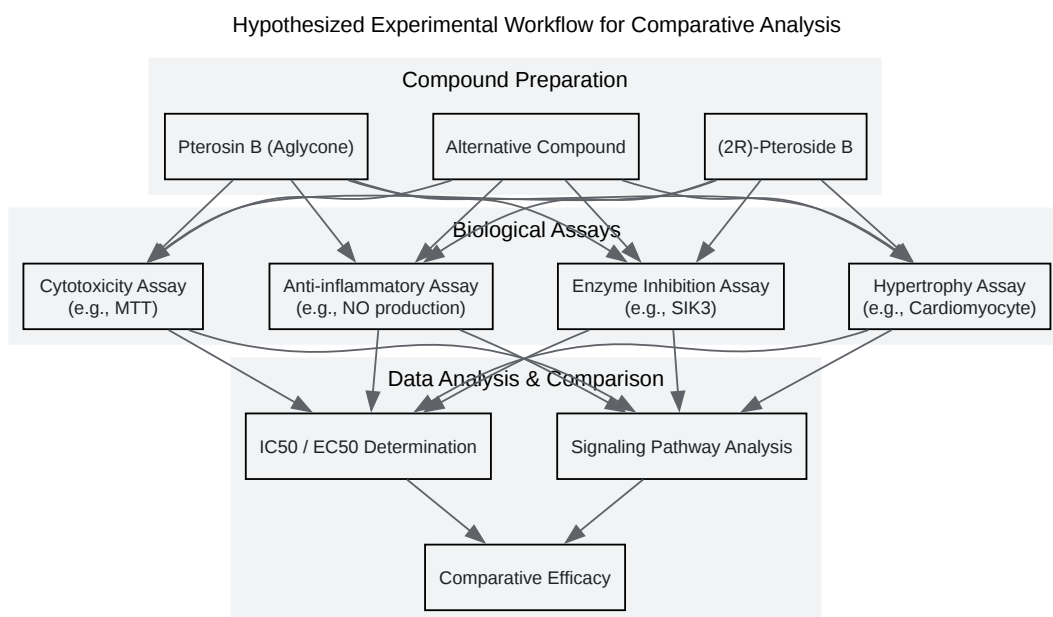 Hypothesized Experimental Workflow for Comparative Analysis
Compound Preparation
Pterosin B (Aglycone)
Alternative Compound
(2R)-Pteroside B
Biological Assays
Cytotoxicity Assay
(e.g., MTT)
Anti-inflammatory Assay
(e.g., NO production)
Enzyme Inhibition Assay
(e.g., SIK3)
Hypertrophy Assay
(e.g., Cardiomyocyte)
Data Analysis & Comparison
IC50 / EC50 Determination
Signaling Pathway Analysis
Comparative Efficacy